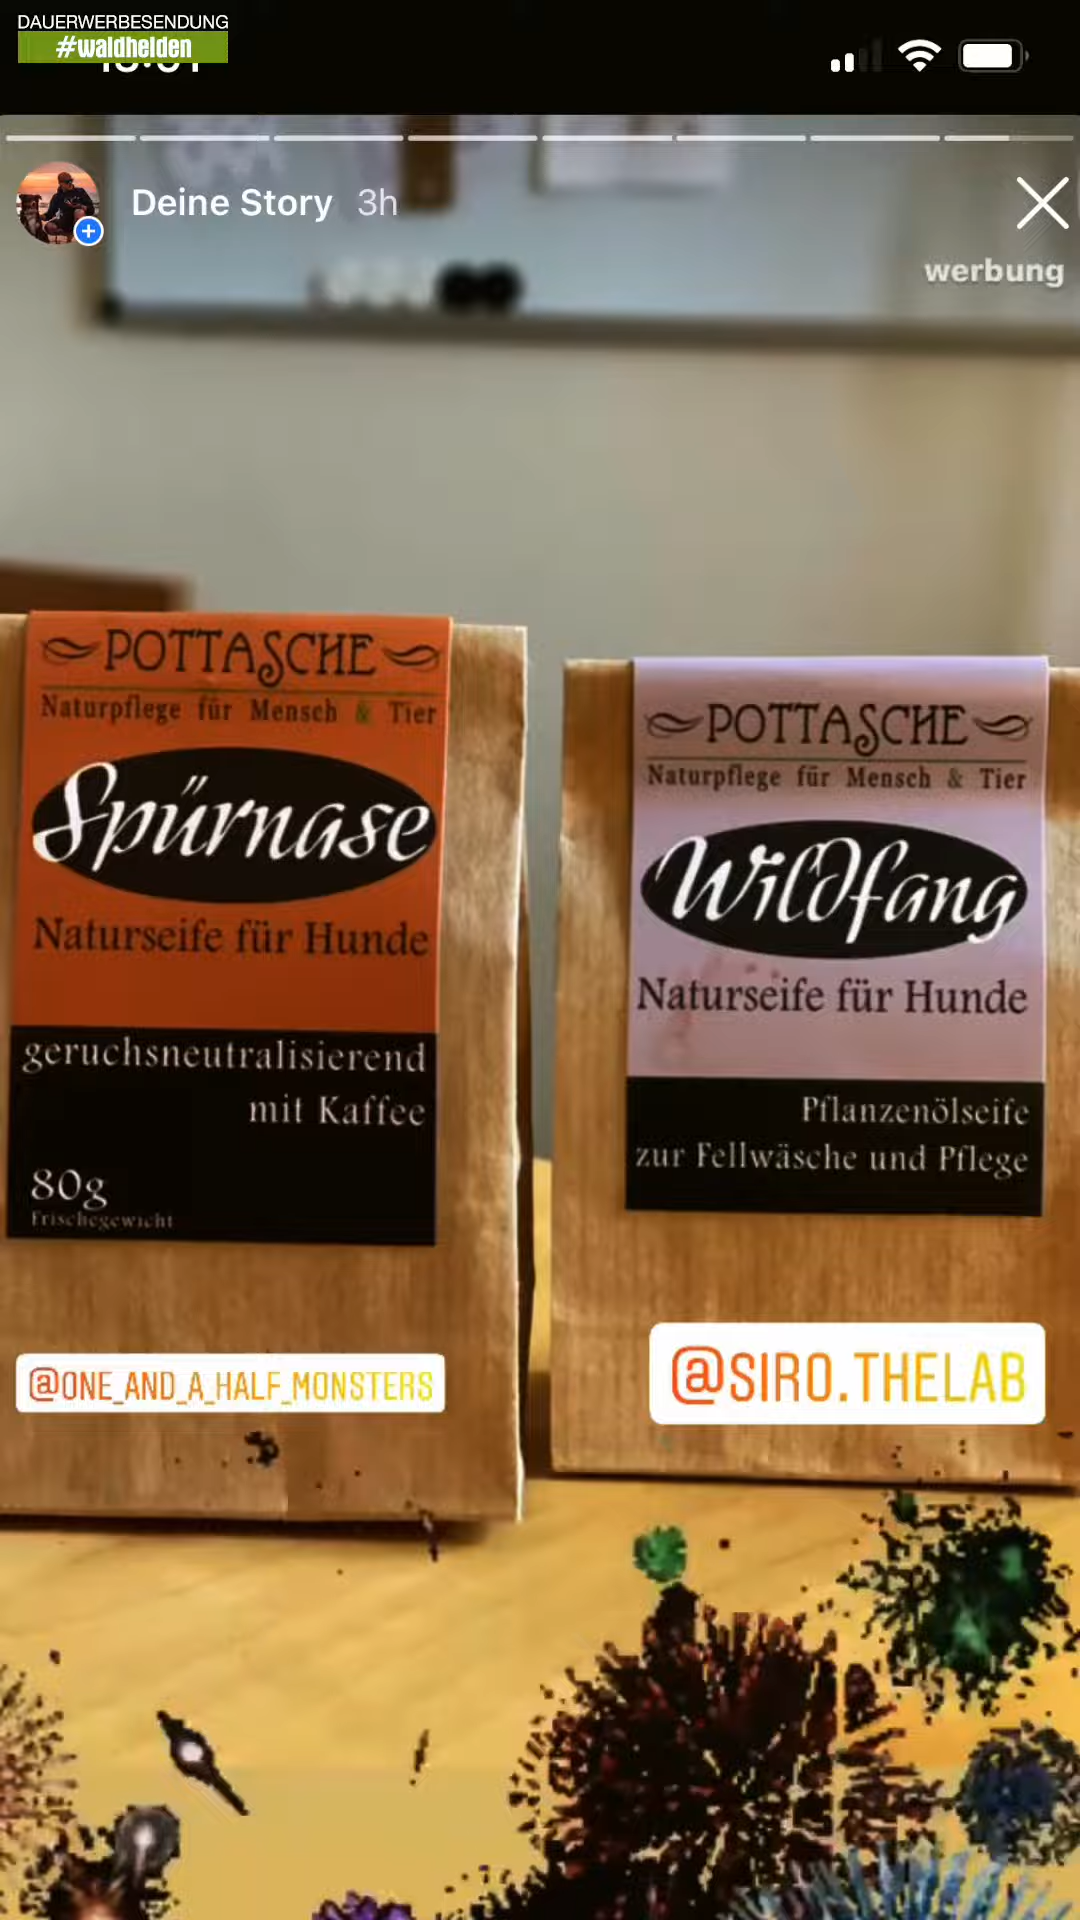 DAUERWERBESENDUNG
#waldhelden
Deine Story 3h
werbung
POTTASCHE
Naturpflege für Mensch & Tier
Spürnase
Naturseife für Hunde
geruchsneutralisierend
mit Kaffee
80g
Frischegewicht
@ONE_AND_A_HALF_MONSTERS
POTTASCHE
Naturpflege für Mensch & Tier
Wildfang
Naturseife für Hunde
Pflanzenölseife
zur Fellwäsche und Pflege
@SIRO.THELAB